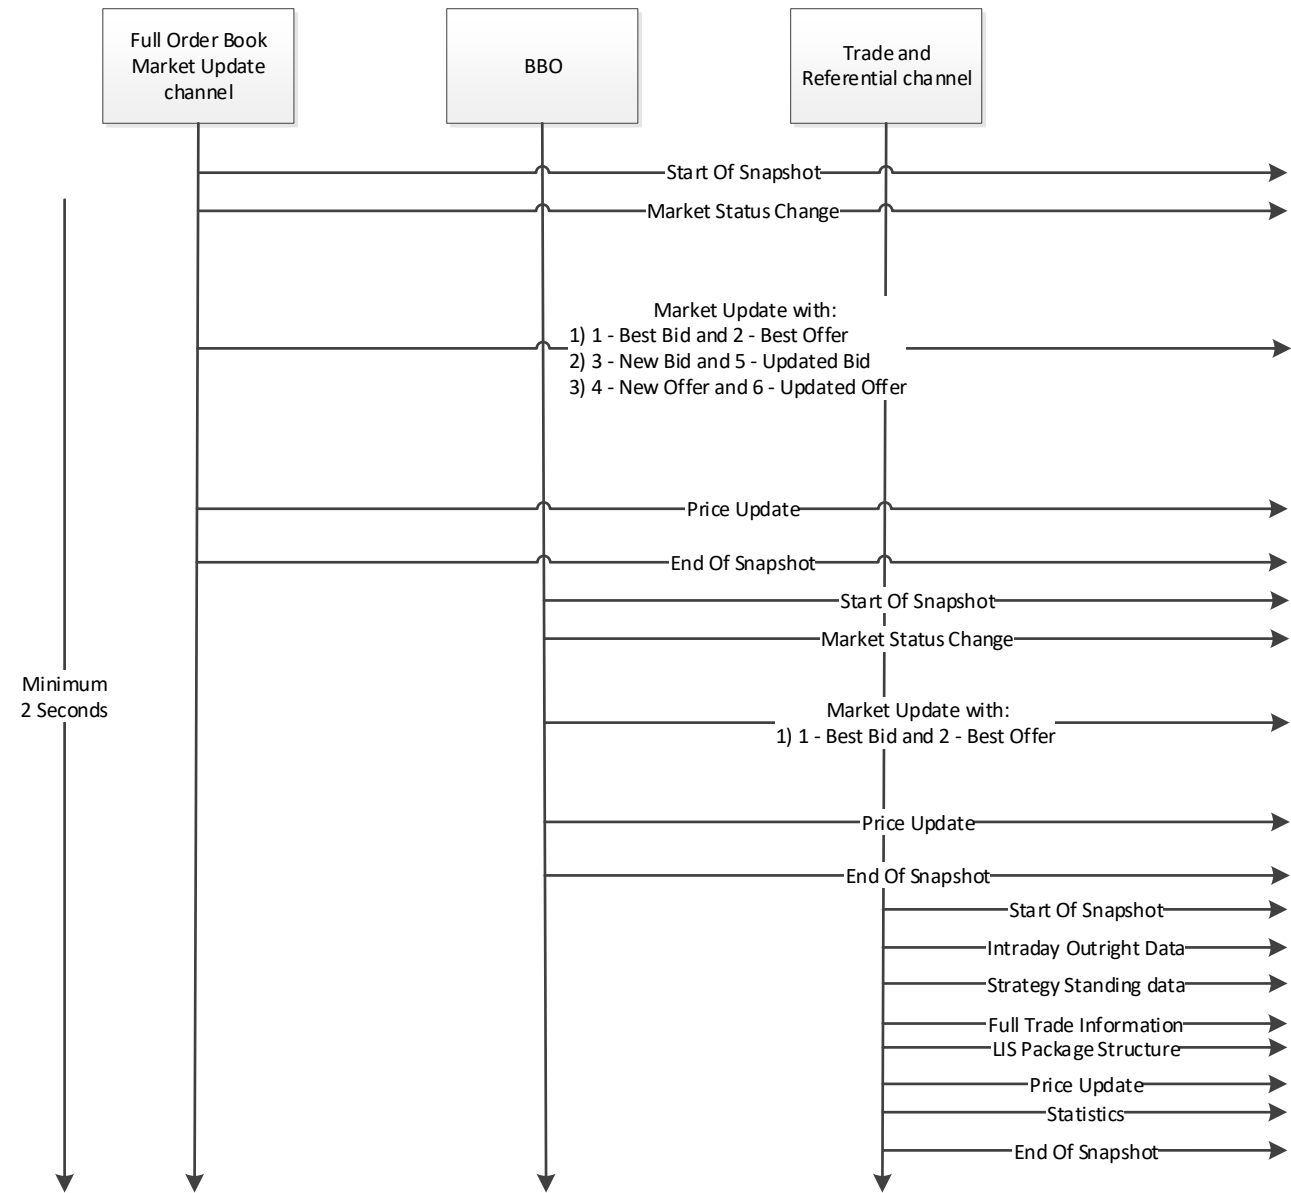 Full Order Book
Market Update
channel
BBO
Trade and
Referential channel
Start Of Snapshot
Market Status Change
Market Update with:
1) 1 - Best Bid and 2 - Best Offer
2) 3 - New Bid and 5 - Updated Bid
3) 4 - New Offer and 6 - Updated Offer
Price Update
End Of Snapshot
Start Of Snapshot
Market Status Change
Minimum
2 Seconds
Market Update with:
1) 1 - Best Bid and 2 - Best Offer
Price Update
End Of Snapshot
Start Of Snapshot
Intraday Outright Data
Strategy Standing data
Full Trade Information
LIS Package Structure
Price Update
Statistics
End Of Snapshot